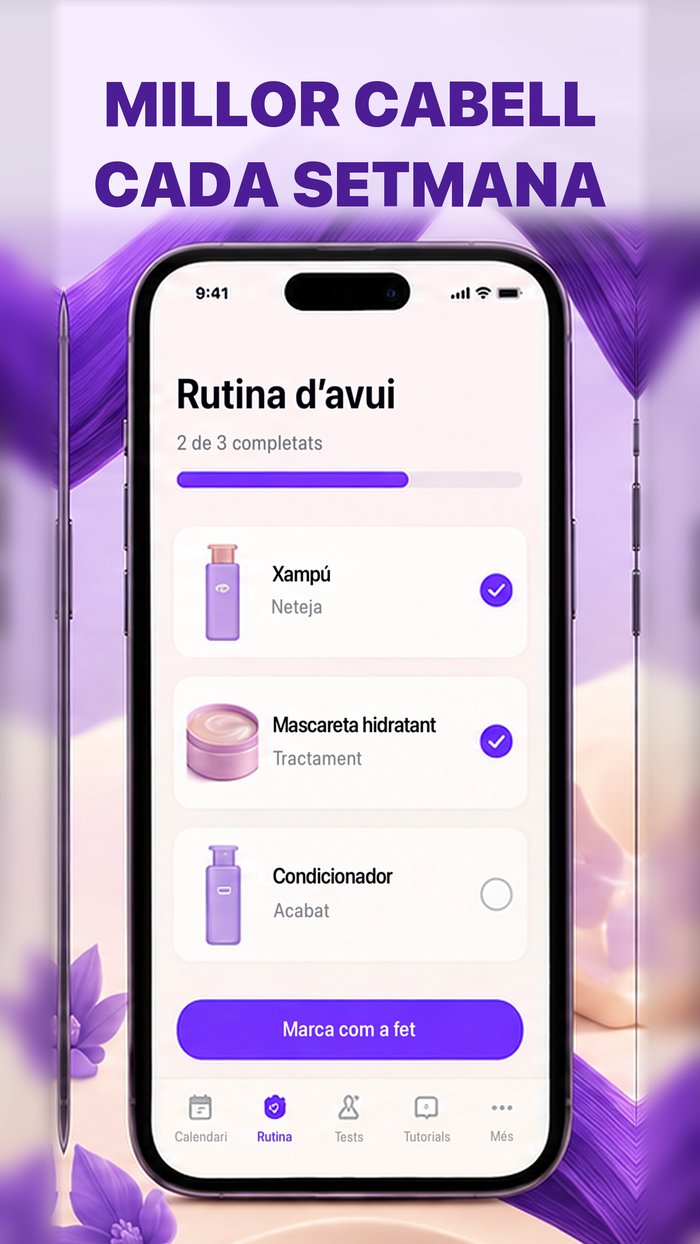 MILLOR CABELL
CADA SETMANA
9:41
Rutina d’avui
2 de 3 completats
Xampú
Neteja
Mascareta hidratant
Tractament
Condicionador
Acabat
Marca com a fet
Calendari
Rutina
Tests
Tutorials
Més